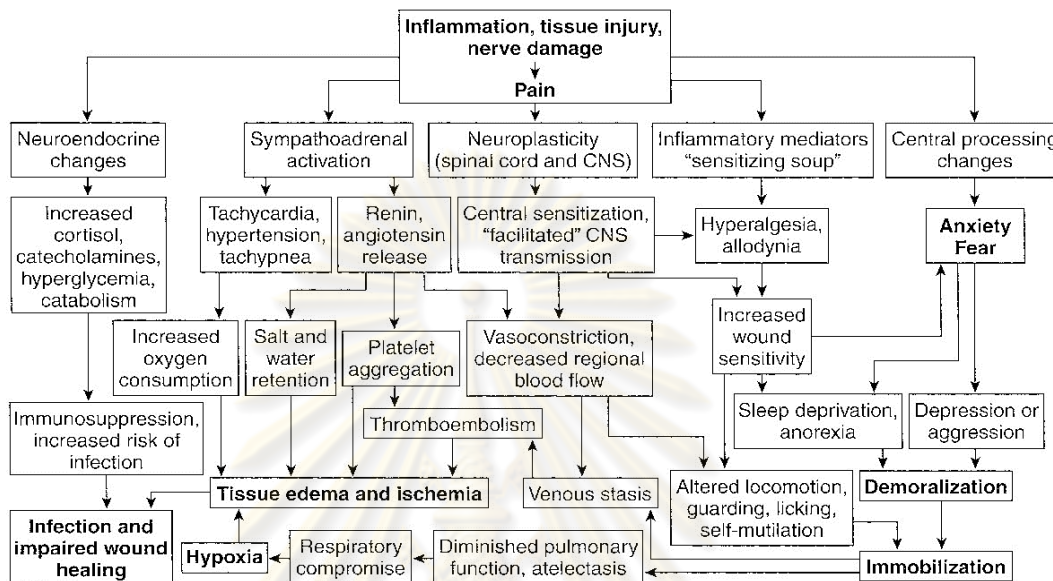 Inflammation, tissue injury,
nerve damage
Pain
Neuroendocrine
changes
Sympathoadrenal
activation
Neuroplasticity
(spinal cord and CNS)
Inflammatory mediators
"sensitizing soup"
Central processing
changes
Increased
cortisol,
catecholamines,
hyperglycemia,
catabolism
Tachycardia,
hypertension,
tachypnea
Renin,
angiotensin
release
Central sensitization,
"facilitated" CNS
transmission
Hyperalgesia,
allodynia
Anxiety
Fear
Increased
oxygen
consumption
Salt and
water
retention
Platelet
aggregation
Vasoconstriction,
decreased regional
blood flow
Increased
wound
sensitivity
Immunosuppression,
increased risk of
infection
Thromboembolism
Sleep deprivation,
anorexia
Depression or
aggression
Tissue edema and ischemia
Venous stasis
Altered locomotion,
guarding, licking,
self-mutilation
Demoralization
Infection and
impaired wound
healing
Hypoxia
Respiratory
compromise
Diminished pulmonary
function, atelectasis
Immobilization